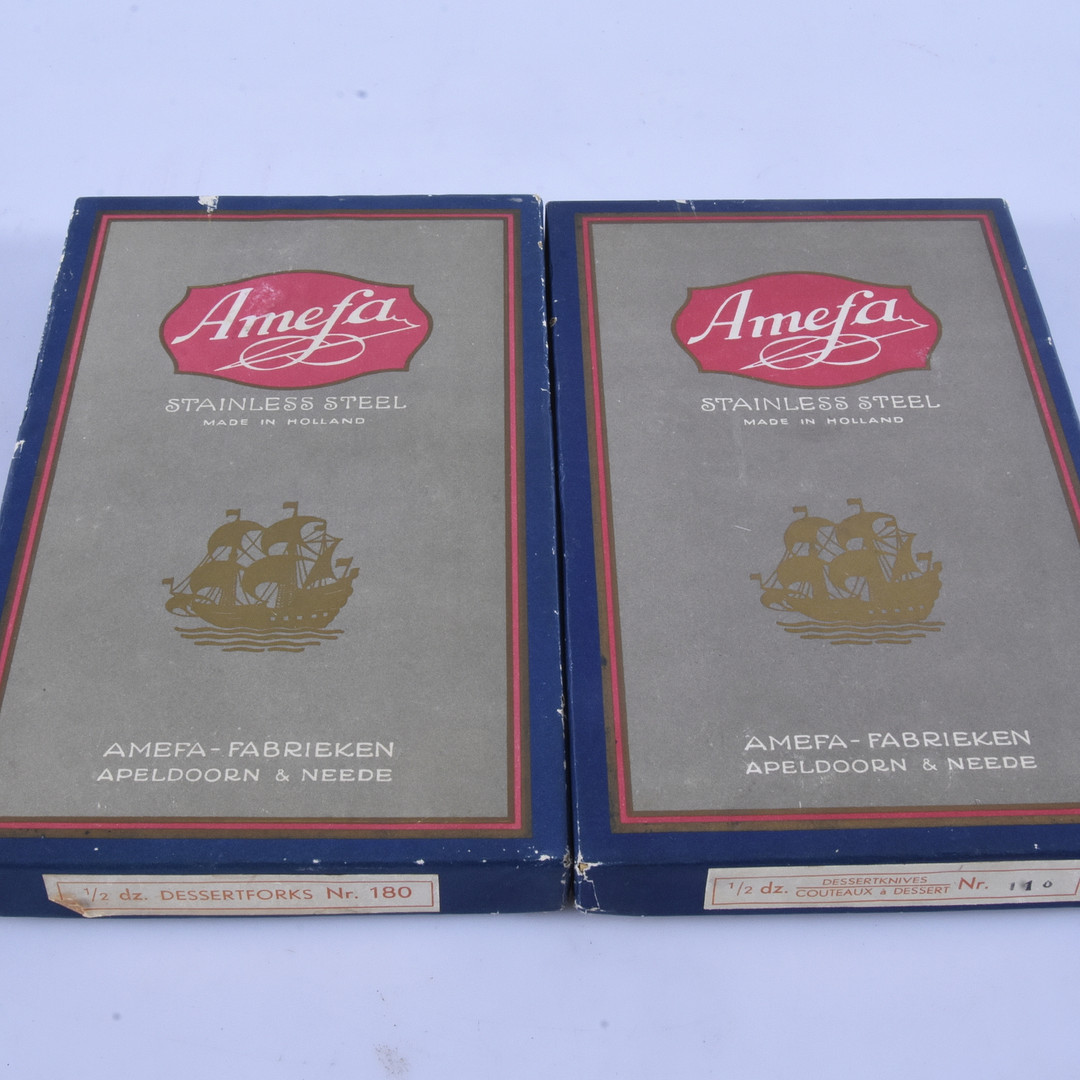 Amefa
STAINLESS STEEL
MADE IN HOLLAND
AMEFA-FABRIEKEN
APELDOORN & NEEDE
1/2 dz. DESSERTFORKS Nr. 180
Amefa
STAINLESS STEEL
MADE IN HOLLAND
AMEFA-FABRIEKEN
APELDOORN & NEEDE
1/2 dz. DESSERTKNIVES
COUTEAUX à DESSERT Nr.